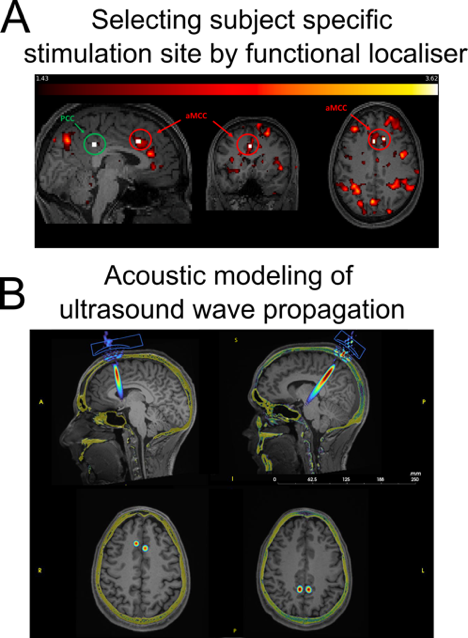 A
Selecting subject specific
stimulation site by functional localiser
1.43
3.62
PCC
aMCC
aMCC
B
Acoustic modeling of
ultrasound wave propagation
S
A
P
I
mm
0 62.5 125 188 250
R
L
P